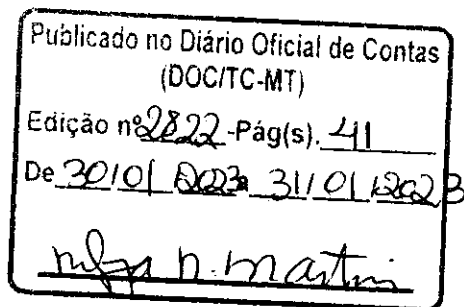 Publicado no Diário Oficial de Contas
(DOC/TC-MT)
Edição nº 2822 -Pág(s). 41
De 30/01/2023 a 31/01/2023
n. martin